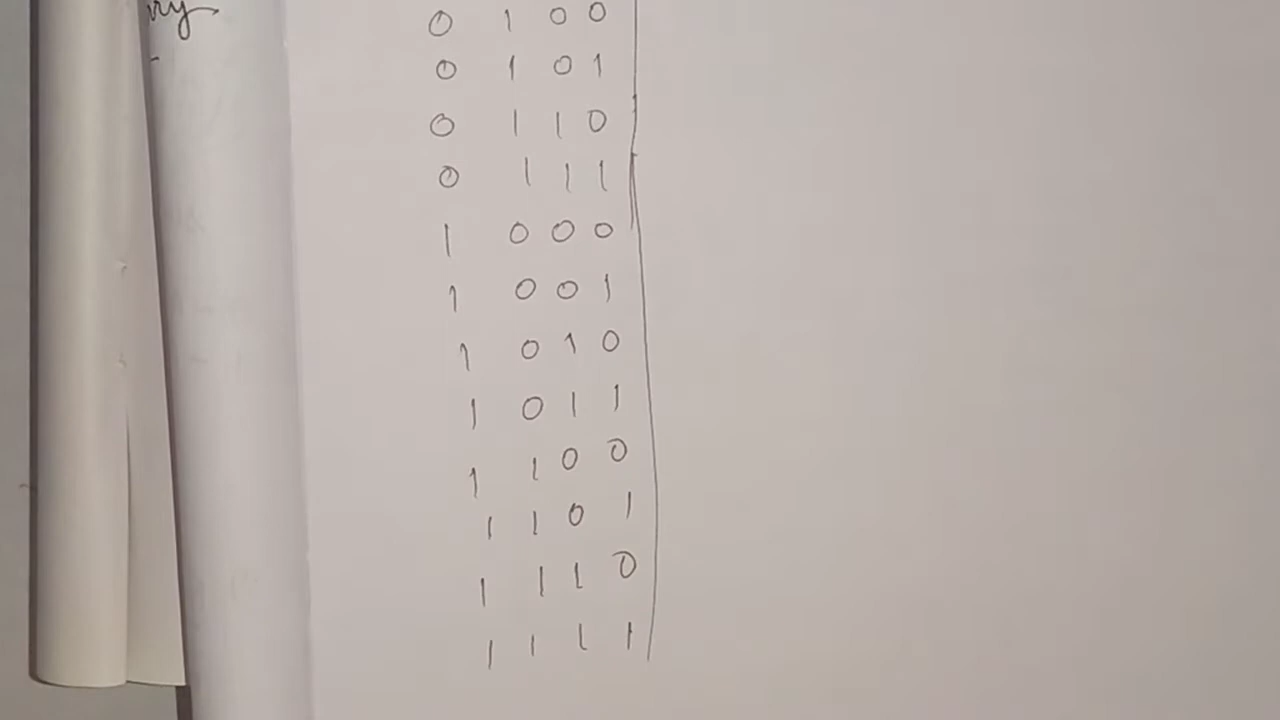 0 1 0 0
0 1 0 1
0 1 1 0
0 1 1 1
1 0 0 0
1 0 0 1
1 0 1 0
1 0 1 1
1 1 0 0
1 1 0 1
1 1 1 0
1 1 1 1